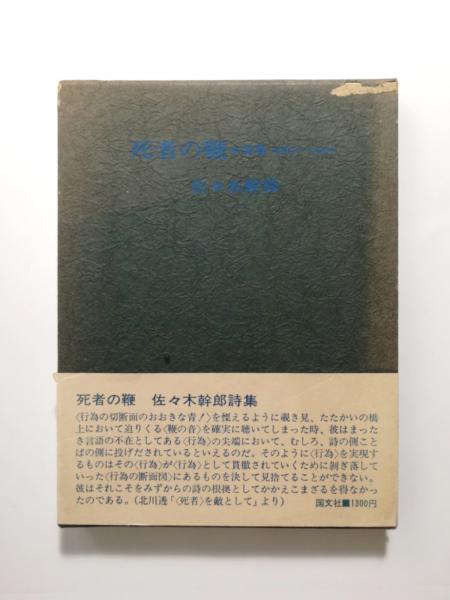 死者の鞭
佐々木幹郎
死者の鞭 佐々木幹郎詩集
〈行為の切断面のおおきな青!〉を慄えるように覗き見、たたかいの橋
上において迫りくる〈鞭の音〉を確実に聴いてしまった時、彼はまった
き言語の不在としてある〈行為〉の尖端において、むしろ、詩の側こと
ばの側に投げだされているといえるのだ。そのように〈行為〉を実現す
るものはその〈行為〉が〈行為〉として貫徹されていくために剝ぎ落して
いった〈行為の断面図〉にあるものを決して見捨てることができない。
彼はそれこそをみずからの詩の根拠としてかかえこまざるを得なかっ
たのである。(北川透「〈死者〉を敵として」より) 国文社■1300円